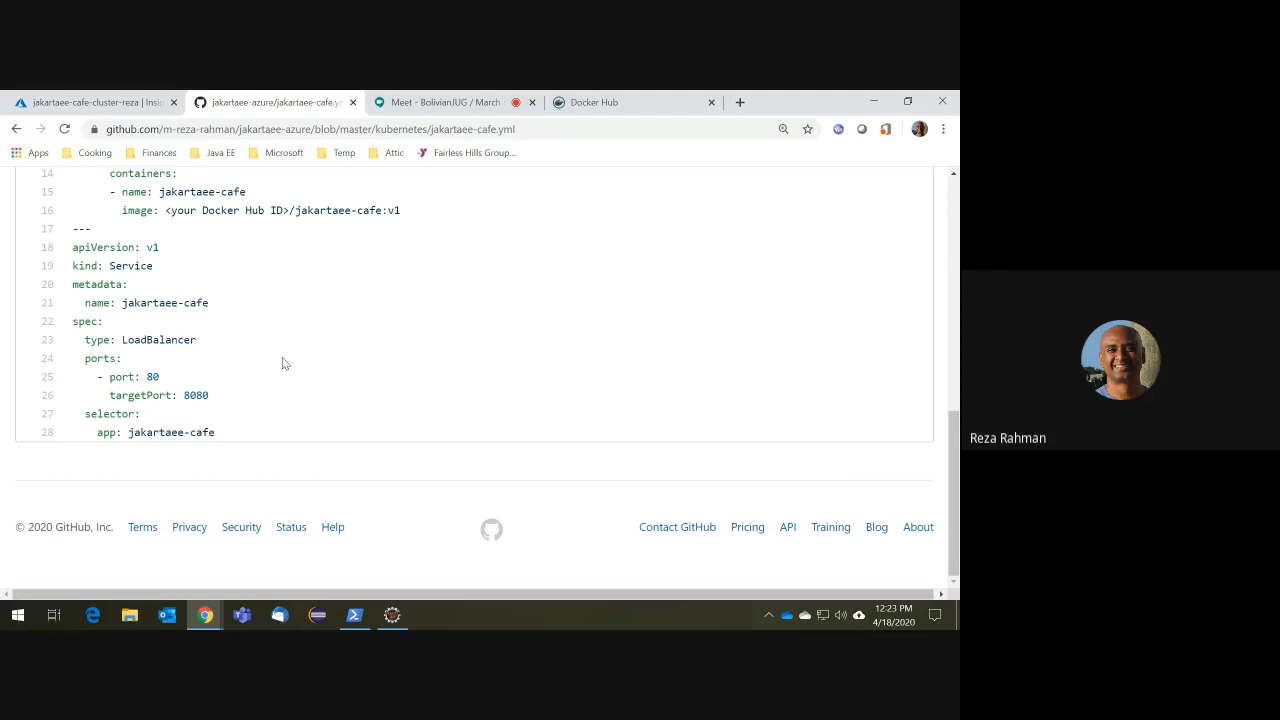 jakartaee-cafe-cluster-reza | Insig
jakartaee-azure/jakartaee-cafe.y
Meet - BolivianJUG / March
Docker Hub
github.com/m-reza-rahman/jakartaee-azure/blob/master/kubernetes/jakartaee-cafe.yml
Apps
Cooking
Finances
Java EE
Microsoft
Temp
Attic
Fairless Hills Group...
14 containers:
15 - name: jakartaee-cafe
16 image: <your Docker Hub ID>/jakartaee-cafe:v1
17 ---
18 apiVersion: v1
19 kind: Service
20 metadata:
21 name: jakartaee-cafe
22 spec:
23 type: LoadBalancer
24 ports:
25 - port: 80
26 targetPort: 8080
27 selector:
28 app: jakartaee-cafe
© 2020 GitHub, Inc. Terms Privacy Security Status Help Contact GitHub Pricing API Training Blog About
12:23 PM
4/18/2020
Reza Rahman